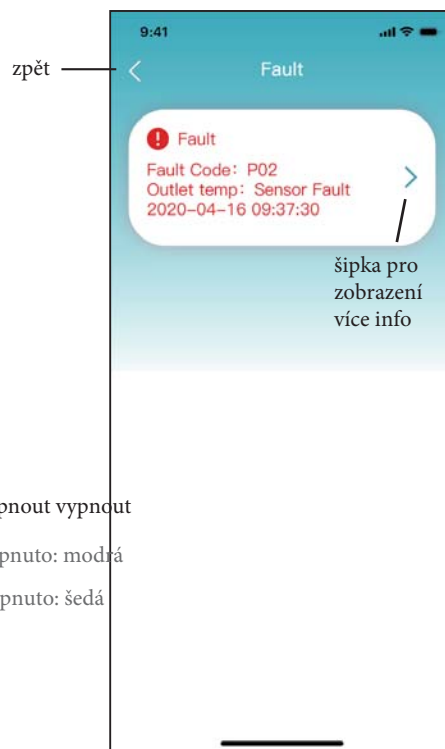 9:41
zpět
Fault
Fault
Fault Code: P02
Outlet temp: Sensor Fault
2020-04-16 09:37:30
šipka pro
zobrazení
více info
pnout vypnout
pnuto: modrá
pnuto: šedá